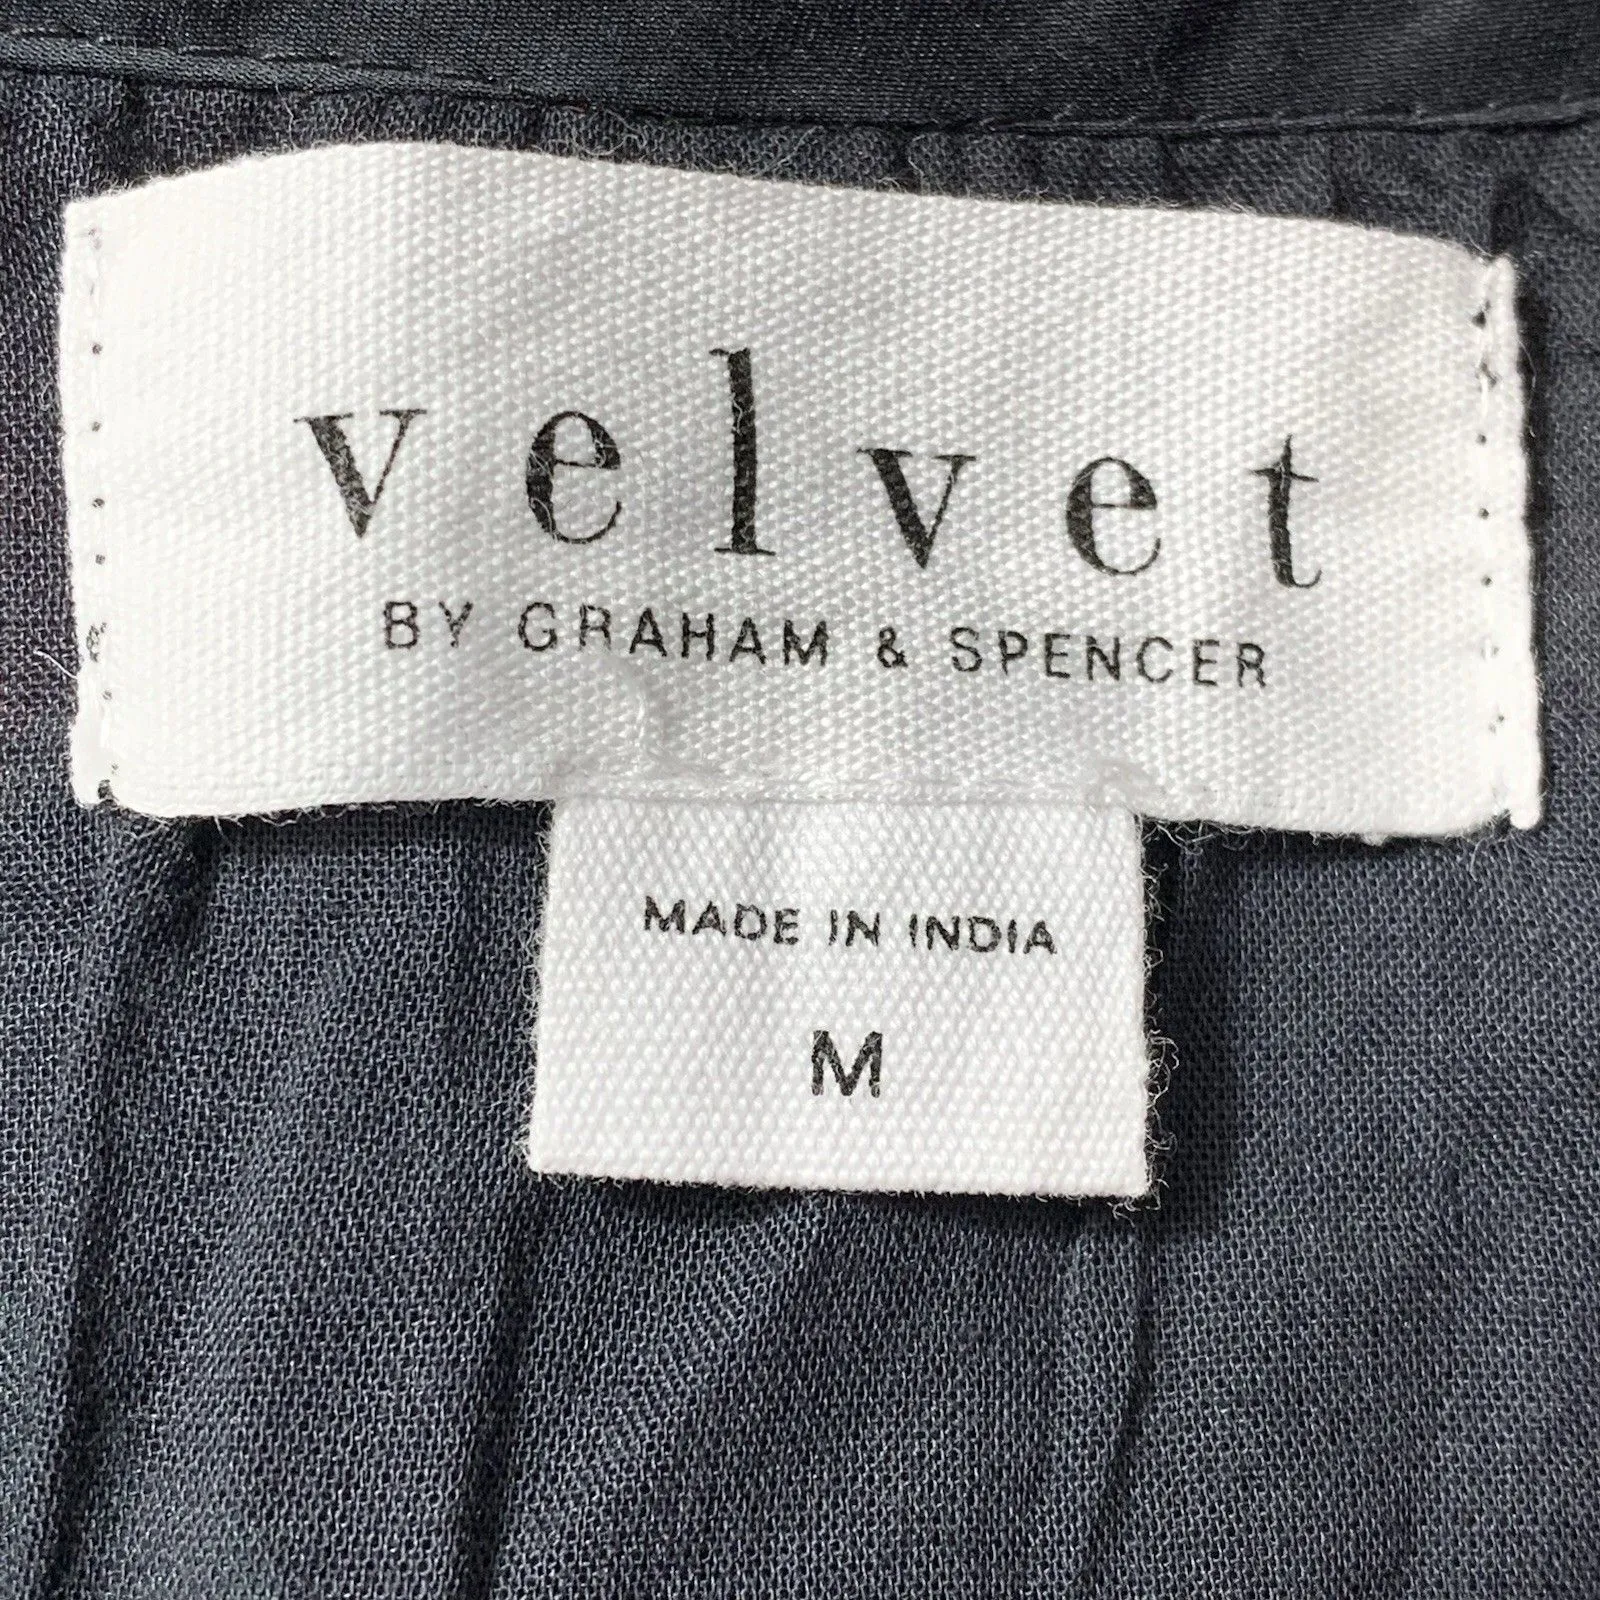 velvet
BY GRAHAM & SPENCER
MADE IN INDIA
M